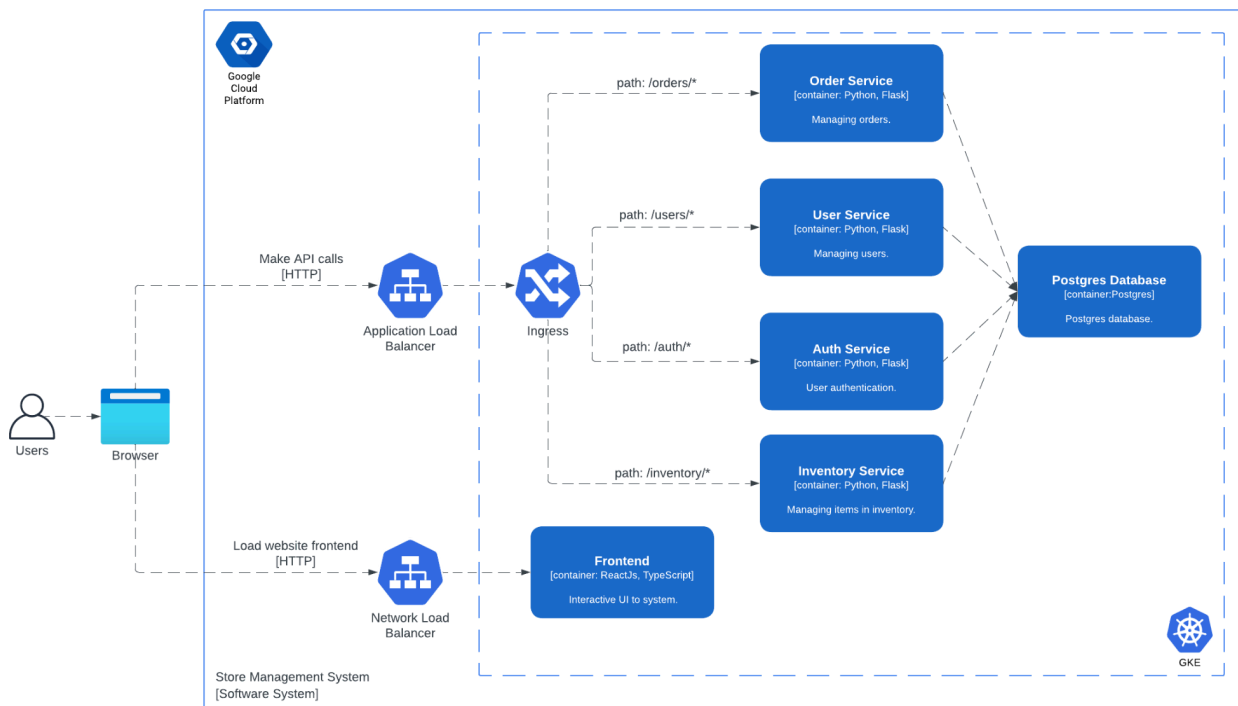 Google
Cloud
Platform
path: /orders/*
Order Service
[container: Python, Flask]
Managing orders.
path: /users/*
User Service
[container: Python, Flask]
Managing users.
Make API calls
[HTTP]
Application Load
Balancer
Ingress
Postgres Database
[container:Postgres]
Postgres database.
path: /auth/*
Auth Service
[container: Python, Flask]
User authentication.
Users
Browser
path: /inventory/*
Inventory Service
[container: Python, Flask]
Managing items in inventory.
Load website frontend
[HTTP]
Network Load
Balancer
Frontend
[container: ReactJs, TypeScript]
Interactive UI to system.
GKE
Store Management System
[Software System]